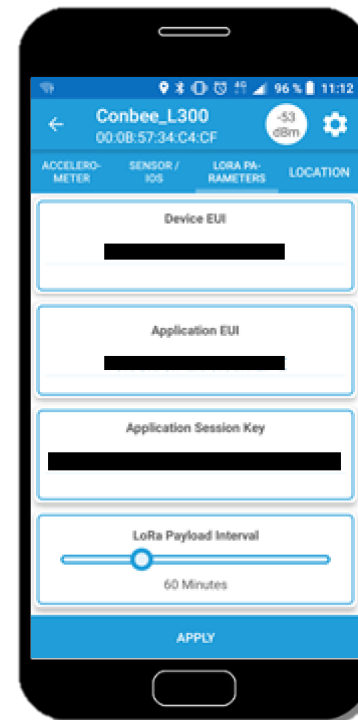 96 % 11:12
Conbee_L300
00:0B:57:34:C4:CF
-53
dBm
ACCELERO-
METER
SENSOR /
IOS
LORA PA-
RAMETERS
LOCATION
Device EUI
Application EUI
Application Session Key
LoRa Payload Interval
60 Minutes
APPLY